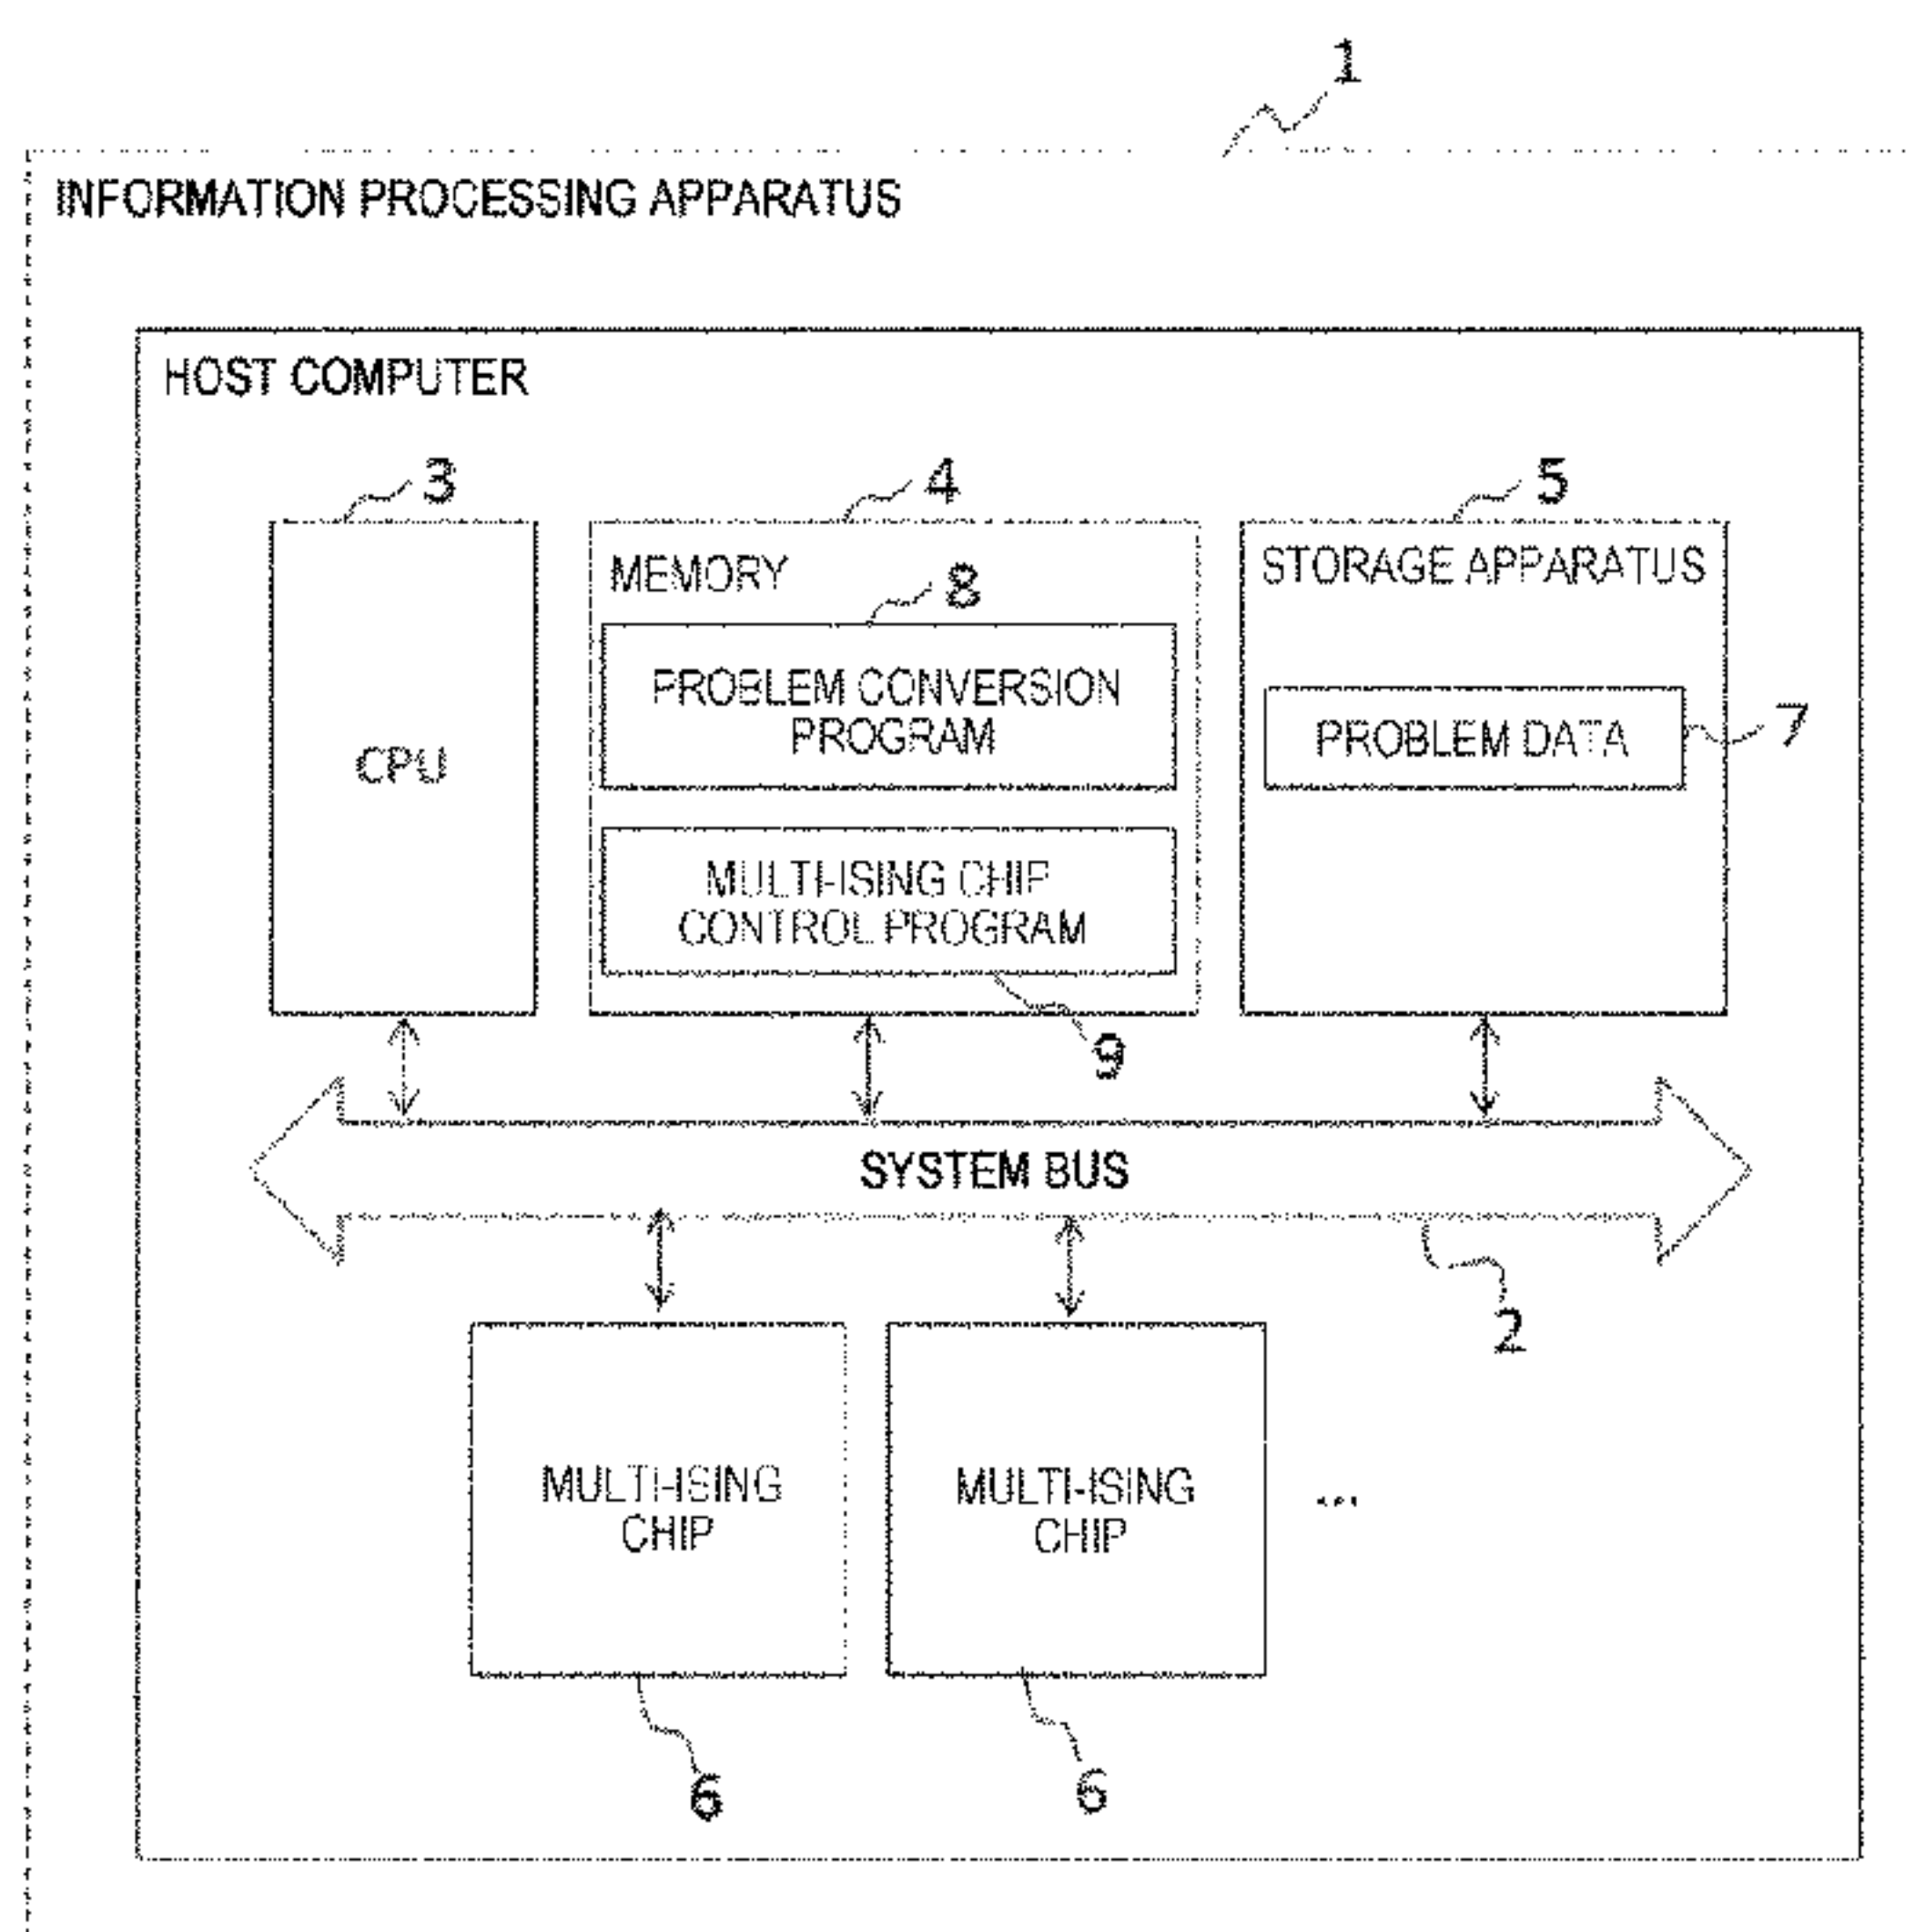 1
INFORMATION PROCESSING APPARATUS
HOST COMPUTER
3
4
5
MEMORY
8
STORAGE APPARATUS
PROBLEM CONVERSION
PROGRAM
CPU
PROBLEM DATA
7
MULTI-ISING CHIP
CONTROL PROGRAM
9
SYSTEM BUS
2
MULTI-ISING
CHIP
MULTI-ISING
CHIP
...
6
6